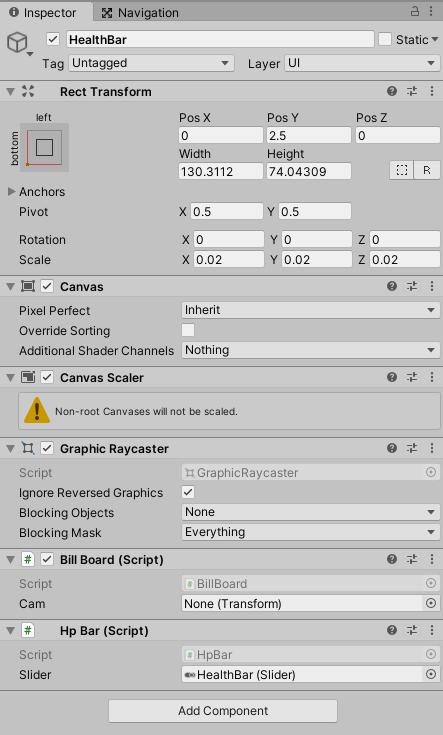 Inspector Navigation
HealthBar Static
Tag Untagged Layer UI
Rect Transform
left
bottom
Pos X Pos Y Pos Z
0 2.5 0
Width Height
130.3112 74.04309 R
Anchors
Pivot X 0.5 Y 0.5
Rotation X 0 Y 0 Z 0
Scale X 0.02 Y 0.02 Z 0.02
Canvas
Pixel Perfect Inherit
Override Sorting
Additional Shader Channels Nothing
Canvas Scaler
Non-root Canvases will not be scaled.
Graphic Raycaster
Script GraphicRaycaster
Ignore Reversed Graphics
Blocking Objects None
Blocking Mask Everything
# Bill Board (Script)
Script # BillBoard
Cam None (Transform)
# Hp Bar (Script)
Script # HpBar
Slider HealthBar (Slider)
Add Component